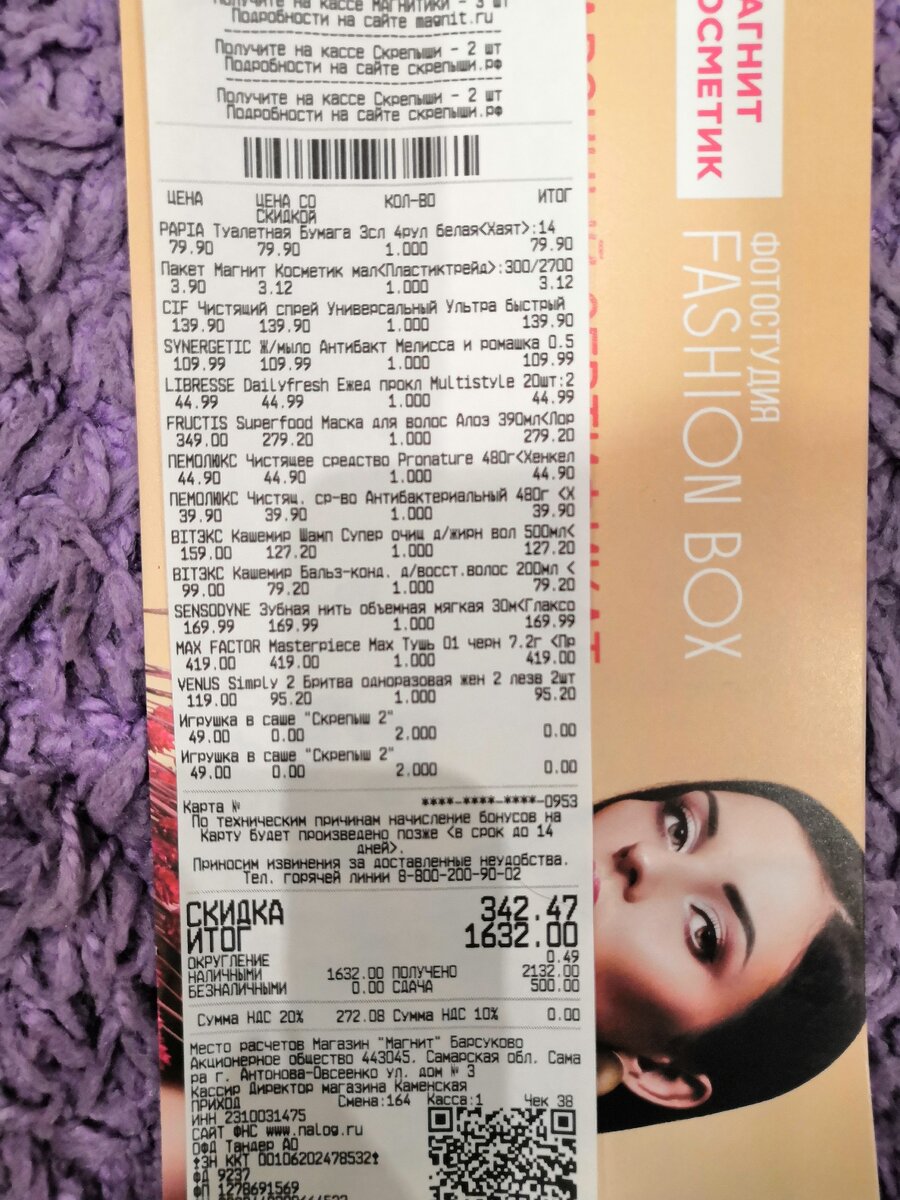 Получите на кассе МАГНИТИКИ - 3 шт
Подробности на сайте magnit.ru
Получите на кассе Скрепыши - 2 шт
Подробности на сайте скрепыши.рф
Получите на кассе Скрепыши - 2 шт
Подробности на сайте скрепыши.рф
ЦЕНА ЦЕНА СО СКИДКОЙ КОЛ-ВО ИТОГ
PAPIA Туалетная Бумага 3сл 4рул белая<Хаят>:14
79.90 79.90 1.000 79.90
Пакет Магнит Косметик мал<Пластиктрейд>:300/2700
3.90 3.12 1.000 3.12
CIF Чистящий спрей Универсальный Ультра быстрый
139.90 139.90 1.000 139.90
SYNERGETIC Ж/мыло Антибакт Мелисса и ромашка 0.5
109.99 109.99 1.000 109.99
LIBRESSE Dailyfresh Ежед прокл Multistyle 20шт:2
44.99 44.99 1.000 44.99
FRUCTIS Superfood Маска для волос Алоэ 390мл<Лор
349.00 279.20 1.000 279.20
ПЕМОЛЮКС Чистящее средство Pronature 480г<Хенкел
44.90 44.90 1.000 44.90
ПЕМОЛЮКС Чистящ. ср-во Антибактериальный 480г <Х
39.90 39.90 1.000 39.90
ВІТЭКС Кашемир Шамп Супер очищ д/жирн вол 500мл<
159.00 127.20 1.000 127.20
ВІТЭКС Кашемир Бальз-конд. д/восст.волос 200мл <
99.00 79.20 1.000 79.20
SENSODYNE Зубная нить объемная мягкая 30м<Глаксо
169.99 169.99 1.000 169.99
MAX FACTOR Masterpiece Max Тушь 01 черн 7.2г <Пр
419.00 419.00 1.000 419.00
VENUS Simply 2 Бритва одноразовая жен 2 лезв 2шт
119.00 95.20 1.000 95.20
Игрушка в саше "Скрепыш 2"
49.00 0.00 2.000 0.00
Игрушка в саше "Скрепыш 2"
49.00 0.00 2.000 0.00
Карта № ****-****-****-0953
По техническим причинам начисление бонусов на
Карту будет произведено позже <в срок до 14
дней>.
Приносим извинения за доставленные неудобства.
Тел. горячей линии 8-800-200-90-02
СКИДКА 342.47
ИТОГ 1632.00
ОКРУГЛЕНИЕ 0.49
НАЛИЧНЫМИ 1632.00 ПОЛУЧЕНО 2132.00
БЕЗНАЛИЧНЫМИ 0.00 СДАЧА 500.00
Сумма НДС 20% 272.08 Сумма НДС 10% 0.00
Место расчетов Магазин "Магнит" Барсуково
Акционерное общество 443045. Самарская обл. Сама
ра г. Антонова-Овсеенко ул. дом № 3
Кассир Директор магазина Каменская
ПРИХОД Смена:164 Касса:1 Чек 38
ИНН 2310031475
САЙТ ФНС www.nalog.ru
ОФД Тандер АО
ЗН ККТ 001062024785321
ФД 9237
ФП 1278691569
АГНИТ
ОСМЕТИК
ФОТОСТУДИЯ
FASHION BOX